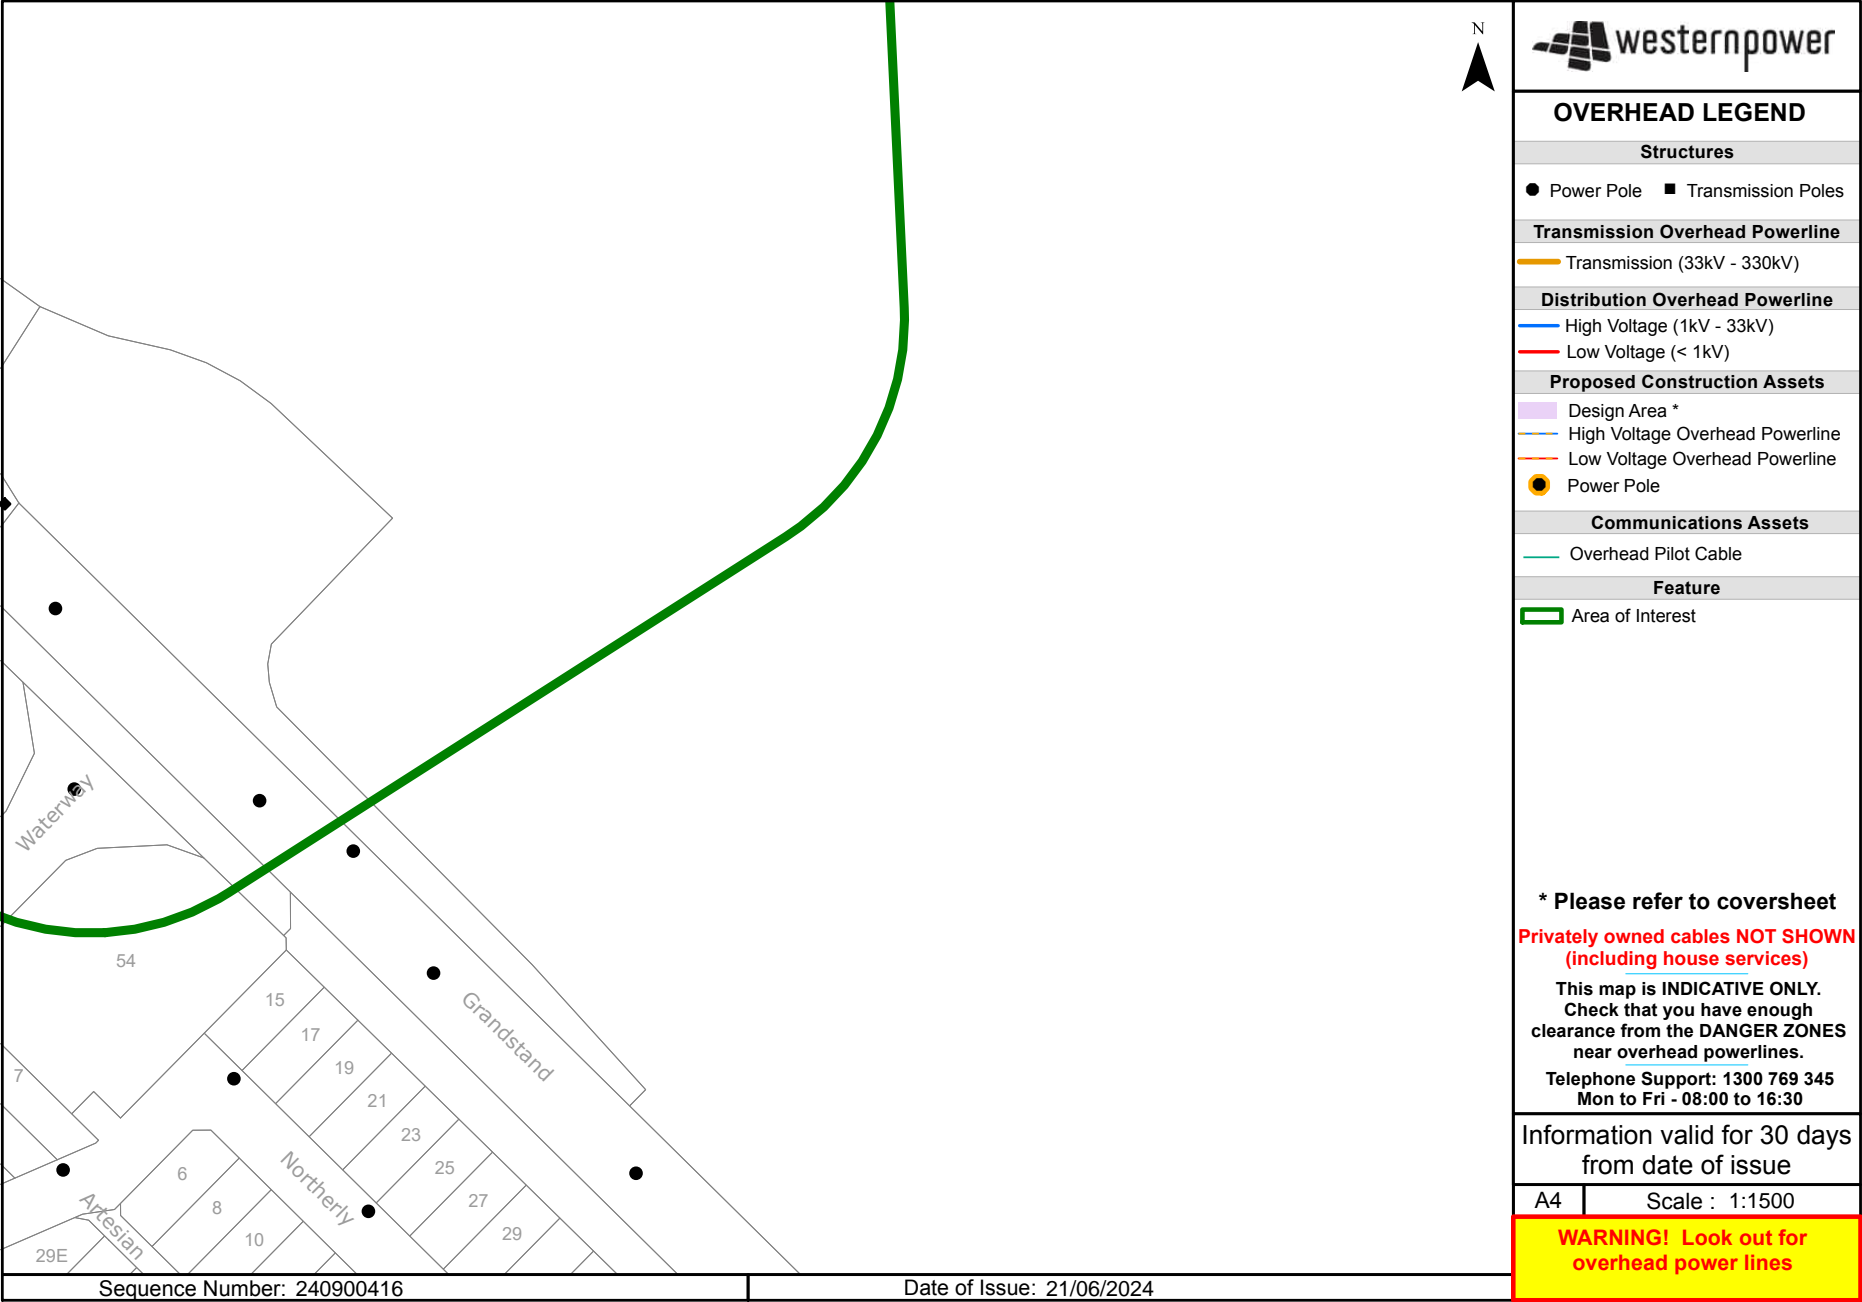 N
Waterway
54
15
17
19
21
23
25
27
29
7
6
8
10
29E
Grandstand
Northerly
Artesian
westernpower
OVERHEAD LEGEND
Structures
Power Pole Transmission Poles
Transmission Overhead Powerline
Transmission (33kV - 330kV)
Distribution Overhead Powerline
High Voltage (1kV - 33kV)
Low Voltage (< 1kV)
Proposed Construction Assets
Design Area *
High Voltage Overhead Powerline
Low Voltage Overhead Powerline
Power Pole
Communications Assets
Overhead Pilot Cable
Feature
Area of Interest
* Please refer to coversheet
Privately owned cables NOT SHOWN
(including house services)
This map is INDICATIVE ONLY.
Check that you have enough
clearance from the DANGER ZONES
near overhead powerlines.
Telephone Support: 1300 769 345
Mon to Fri - 08:00 to 16:30
Information valid for 30 days
from date of issue
A4 Scale : 1:1500
WARNING! Look out for
overhead power lines
Sequence Number: 240900416
Date of Issue: 21/06/2024